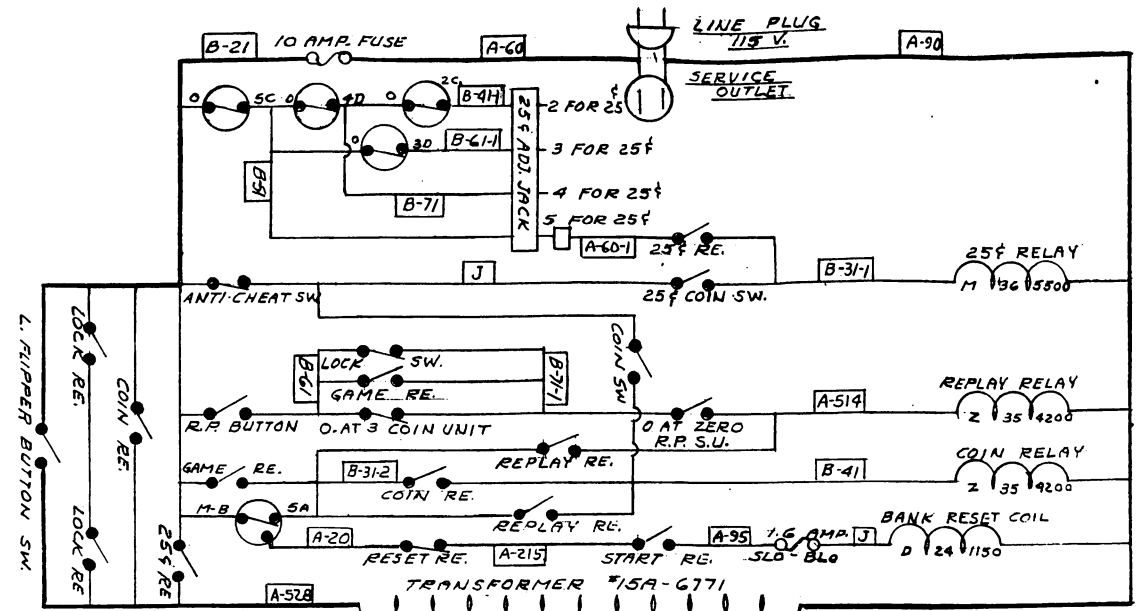 B-21
10 AMP. FUSE
A-60
LINE PLUG
115 V.
A-90
SERVICE
OUTLET
O
5C
O
4D
O
2C
B-41-1
25¢ ADJ. JACK
2 FOR 25¢
O
3D
B-61-1
3 FOR 25¢
B-51
B-71
4 FOR 25¢
5 FOR 25¢
A-60-1
25¢ RE.
25¢ RELAY
J
B-31-1
M 36 5500
ANTI-CHEAT SW
25¢ COIN SW.
L. FLIPPER BUTTON SW.
LOCK RE.
COIN RE.
COIN SW
B-61
LOCK SW.
B-71-1
GAME RE.
REPLAY RELAY
A-514
Z 35 4200
R.P. BUTTON
O. AT 3 COIN UNIT
O AT ZERO
R.P. S.U.
REPLAY RE.
COIN RELAY
GAME RE.
B-31-2
B-41
Z 35 4200
COIN RE.
M-B
5A
REPLAY RE.
LOCK RE
25¢ RE
A-20
RESET RE.
A-215
START RE.
A-95
1.6 AMP.
SLO-BLO
J
BANK RESET COIL
D 24 1150
TRANSFORMER #15A-6771
A-528